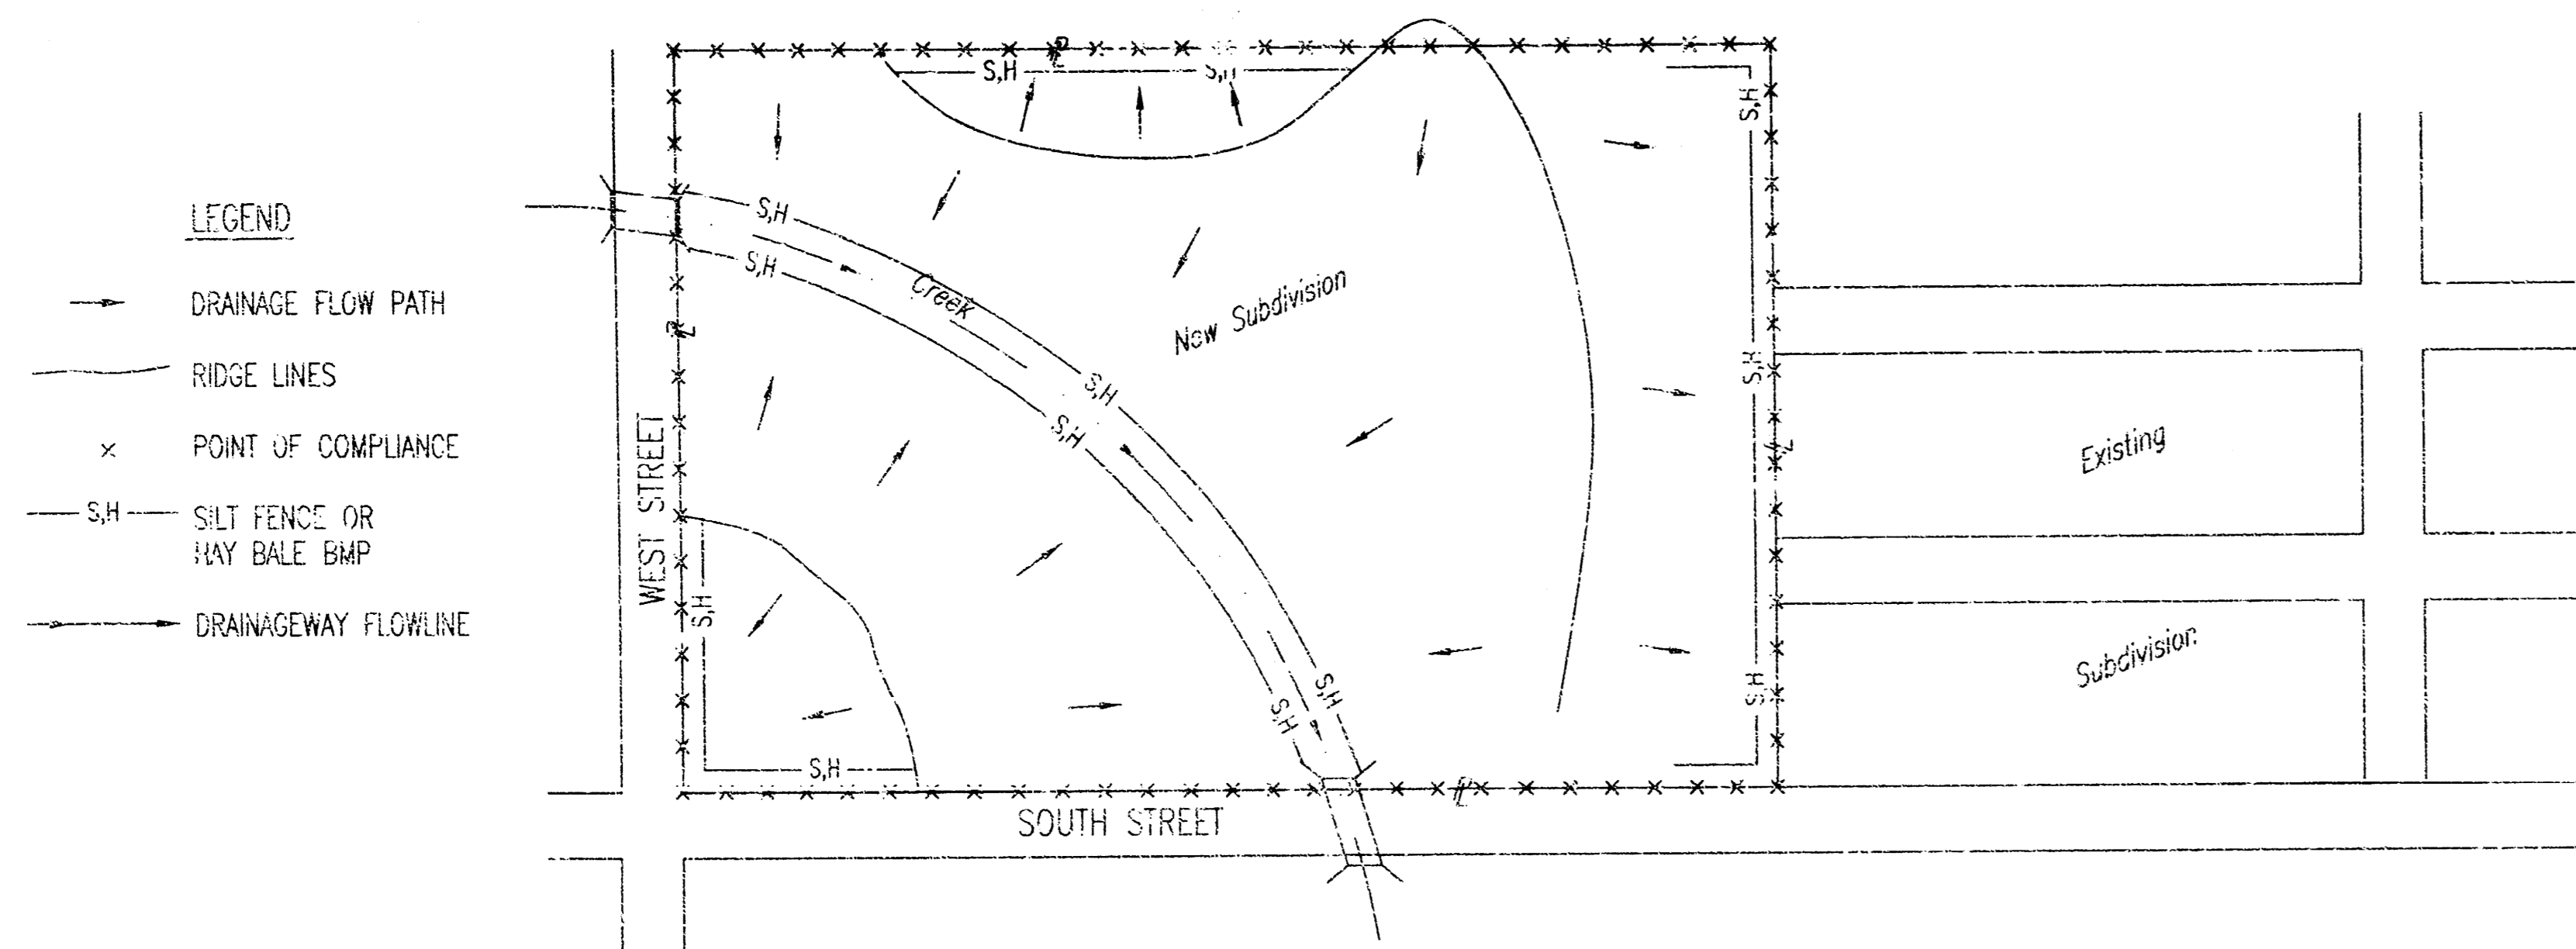 LEGEND
DRAINAGE FLOW PATH
RIDGE LINES
POINT OF COMPLIANCE
S,H
SILT FENCE OR
HAY BALE BMP
DRAINAGEWAY FLOWLINE
WEST STREET
SOUTH STREET
S,H
S,H
S,H
S,H
S,H
Creek
New Subdivision
S,H
S,H
S,H
S,H
S,H
S,H
S,H
S,H
S,H
Existing
Subdivision